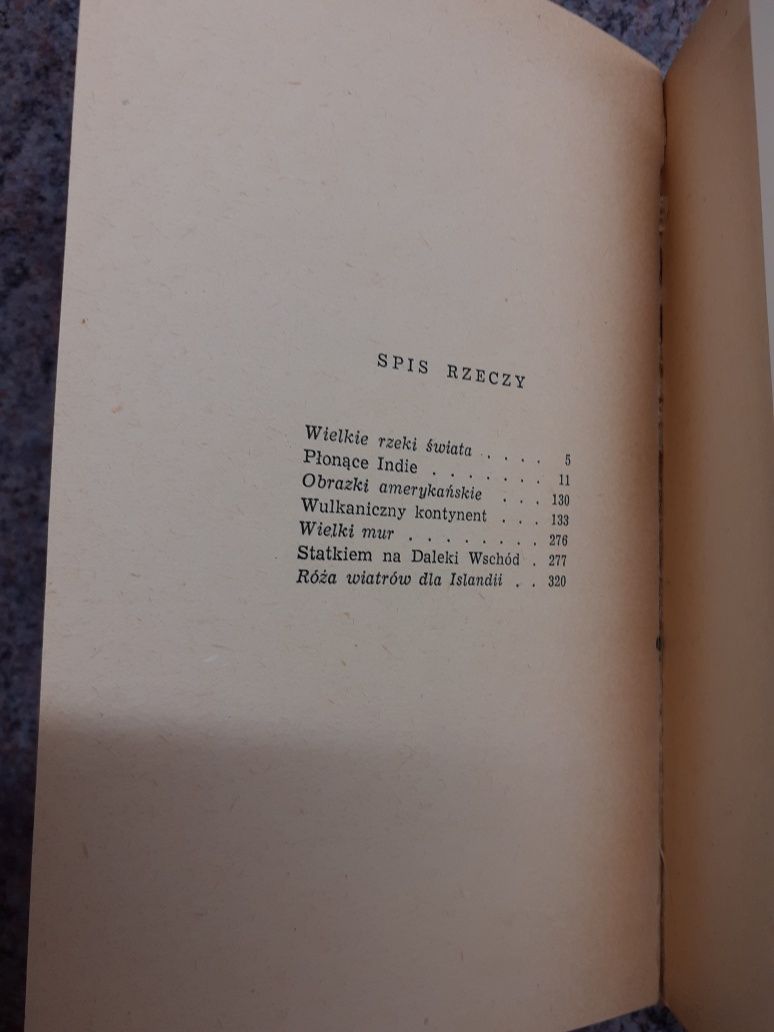 SPIS RZECZY
Wielkie rzeki świata . . . . 5
Płonące Indie . . . . . . . 11
Obrazki amerykańskie . . . 130
Wulkaniczny kontynent . . . 133
Wielki mur . . . . . . . . 276
Statkiem na Daleki Wschód . 277
Róża wiatrów dla Islandii . . 320